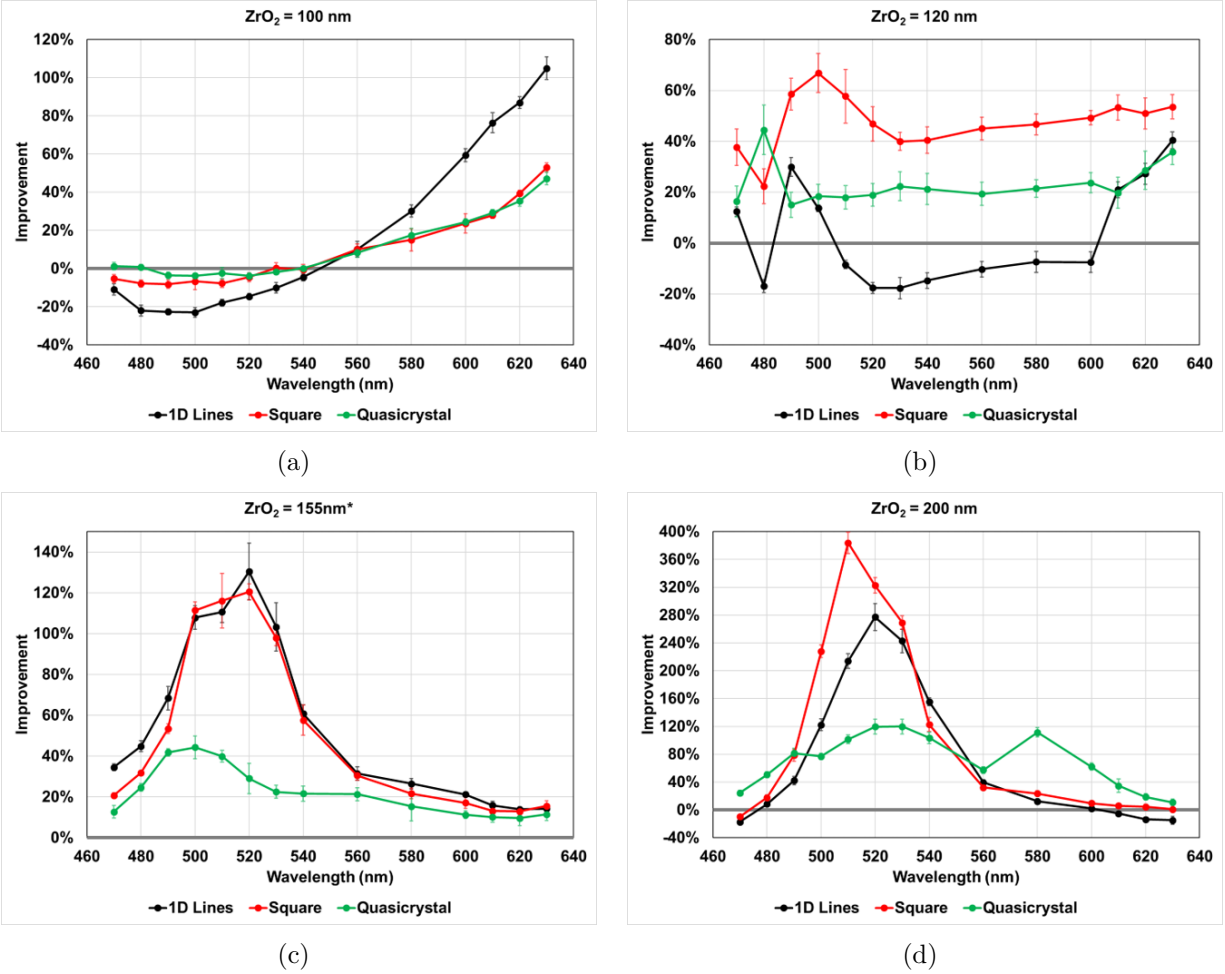 ZrO₂ = 100 nm
120%
100%
80%
60%
40%
20%
0%
-20%
-40%
Improvement
460 480 500 520 540 560 580 600 620 640
Wavelength (nm)
1D Lines Square Quasicrystal
(a)
ZrO₂ = 120 nm
80%
60%
40%
20%
0%
-20%
-40%
Improvement
460 480 500 520 540 560 580 600 620 640
Wavelength (nm)
1D Lines Square Quasicrystal
(b)
ZrO₂ = 155nm*
140%
120%
100%
80%
60%
40%
20%
0%
Improvement
460 480 500 520 540 560 580 600 620 640
Wavelength (nm)
1D Lines Square Quasicrystal
(c)
ZrO₂ = 200 nm
400%
360%
320%
280%
240%
200%
160%
120%
80%
40%
0%
-40%
Improvement
460 480 500 520 540 560 580 600 620 640
Wavelength (nm)
1D Lines Square Quasicrystal
(d)